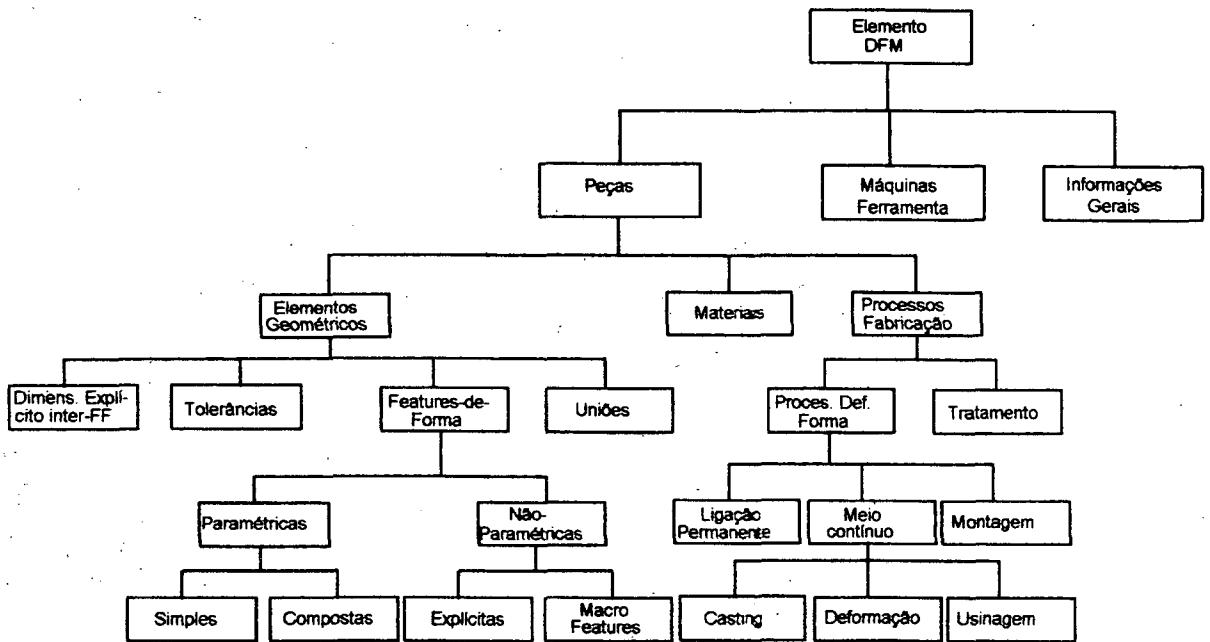 Elemento
DFM
Peças
Máquinas
Ferramenta
Informações
Gerais
Elementos
Geométricos
Materiais
Processos
Fabricação
Dimens. Explí-
cito inter-FF
Tolerâncias
Features-de-
Forma
Uniões
Proces. Def.
Forma
Tratamento
Paramétricas
Não-
Paramétricas
Ligação
Permanente
Meio
contínuo
Montagem
Simples
Compostas
Explícitas
Macro
Features
Casting
Deformação
Usinagem